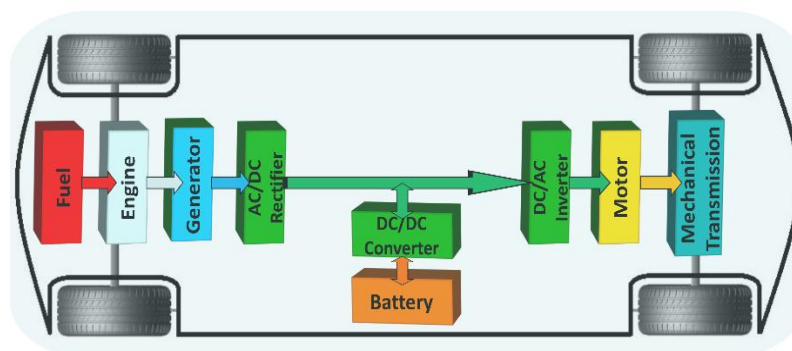 Fuel
Engine
Generator
AC/DC
Rectifier
DC/DC
Converter
Battery
DC/AC
Inverter
Motor
Mechanical
Transmission